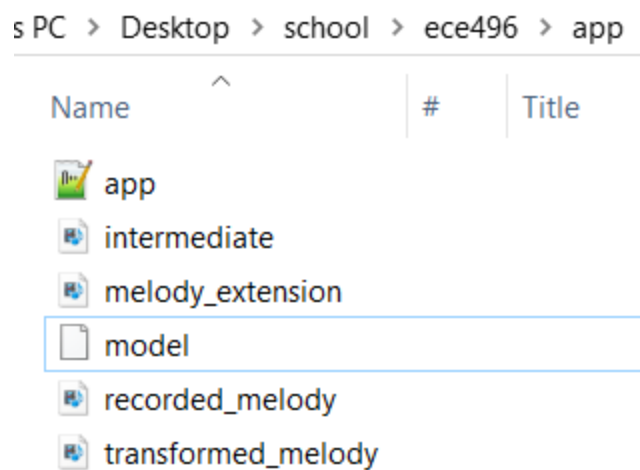 s PC > Desktop > school > ece496 > app
Name # Title
app
intermediate
melody_extension
model
recorded_melody
transformed_melody